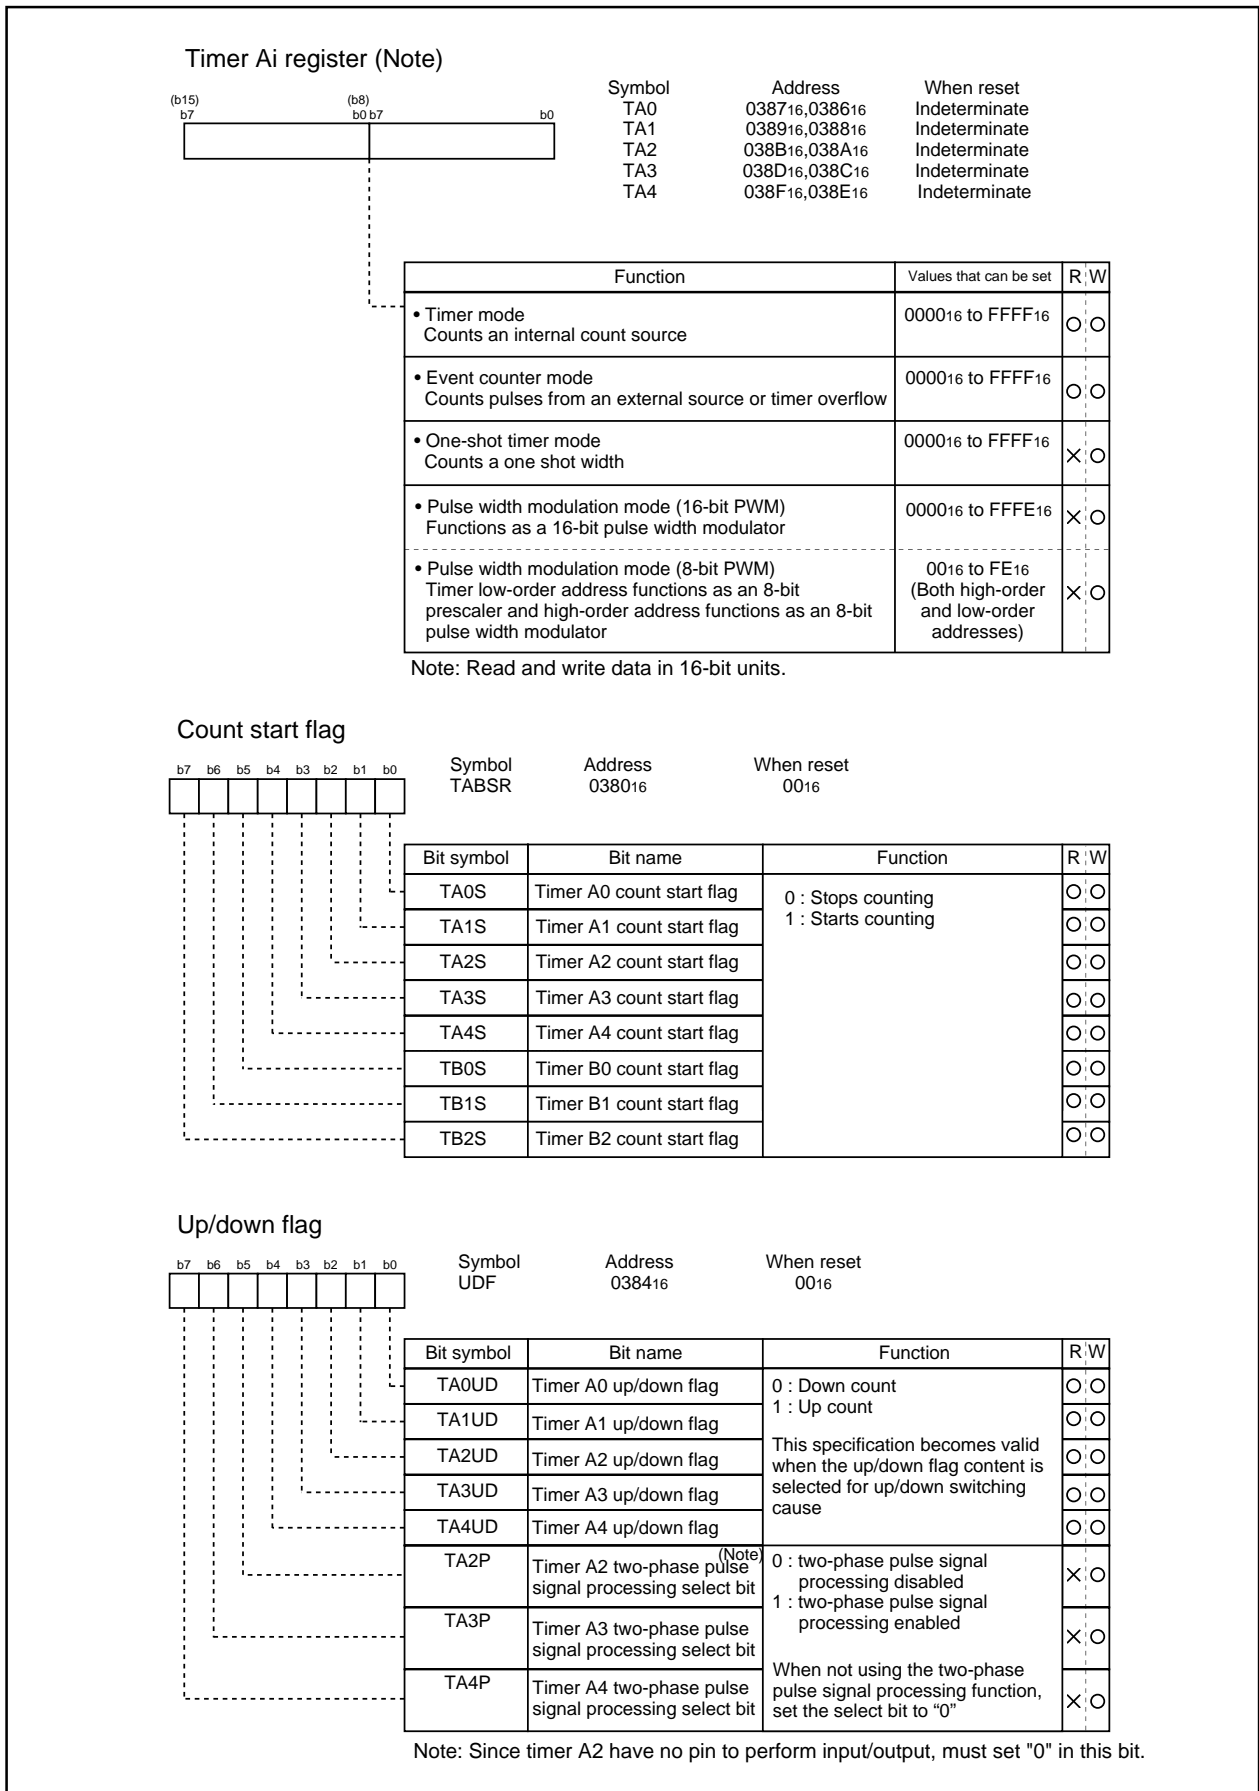 Timer Ai register (Note)
Symbol Address When reset
TA0 038716,038616 Indeterminate
TA1 038916,038816 Indeterminate
TA2 038B16,038A16 Indeterminate
TA3 038D16,038C16 Indeterminate
TA4 038F16,038E16 Indeterminate
(b15) (b8)
b7 b0 b7 b0
Function Values that can be set R W
• Timer mode 000016 to FFFF16
Counts an internal count source
• Event counter mode 000016 to FFFF16
Counts pulses from an external source or timer overflow
• One-shot timer mode 000016 to FFFF16
Counts a one shot width
• Pulse width modulation mode (16-bit PWM) 000016 to FFFE16
Functions as a 16-bit pulse width modulator
• Pulse width modulation mode (8-bit PWM) 0016 to FE16
Timer low-order address functions as an 8-bit (Both high-order
prescaler and high-order address functions as an 8-bit and low-order
pulse width modulator addresses)
Note: Read and write data in 16-bit units.
Count start flag
Symbol Address When reset
TABSR 038016 0016
b7 b6 b5 b4 b3 b2 b1 b0
Bit symbol Bit name Function R W
TA0S Timer A0 count start flag 0 : Stops counting
TA1S Timer A1 count start flag 1 : Starts counting
TA2S Timer A2 count start flag
TA3S Timer A3 count start flag
TA4S Timer A4 count start flag
TB0S Timer B0 count start flag
TB1S Timer B1 count start flag
TB2S Timer B2 count start flag
Up/down flag
Symbol Address When reset
UDF 038416 0016
b7 b6 b5 b4 b3 b2 b1 b0
Bit symbol Bit name Function R W
TA0UD Timer A0 up/down flag 0 : Down count
TA1UD Timer A1 up/down flag 1 : Up count
TA2UD Timer A2 up/down flag This specification becomes valid
when the up/down flag content is
TA3UD Timer A3 up/down flag selected for up/down switching
cause
TA4UD Timer A4 up/down flag
(Note)
TA2P Timer A2 two-phase pulse 0 : two-phase pulse signal
signal processing select bit processing disabled
1 : two-phase pulse signal
TA3P Timer A3 two-phase pulse processing enabled
signal processing select bit
When not using the two-phase
TA4P Timer A4 two-phase pulse pulse signal processing function,
signal processing select bit set the select bit to “0”
Note: Since timer A2 have no pin to perform input/output, must set "0" in this bit.